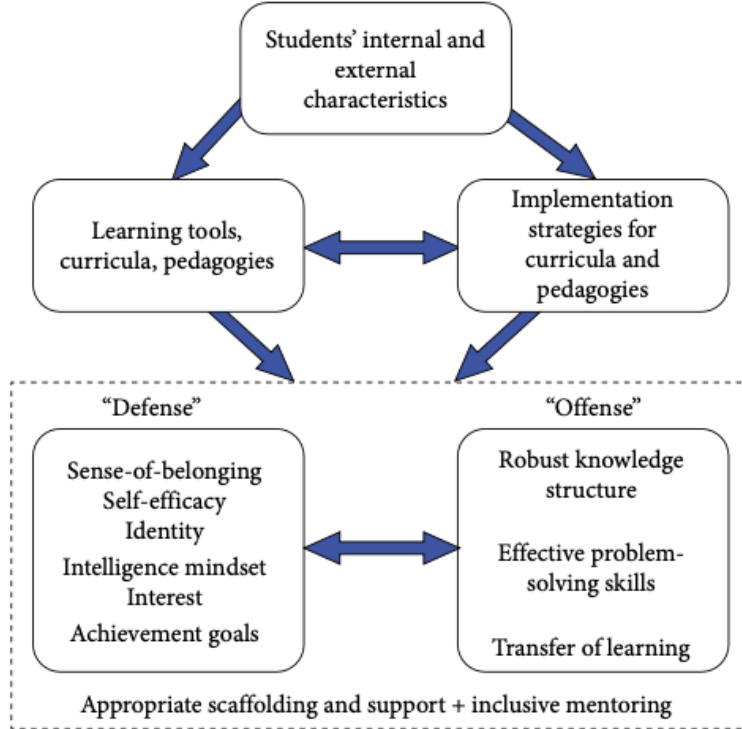 Students’ internal and
external
characteristics
Learning tools,
curricula, pedagogies
Implementation
strategies for
curricula and
pedagogies
“Defense”
Sense-of-belonging
Self-efficacy
Identity
Intelligence mindset
Interest
Achievement goals
“Offense”
Robust knowledge
structure
Effective problem-
solving skills
Transfer of learning
Appropriate scaffolding and support + inclusive mentoring